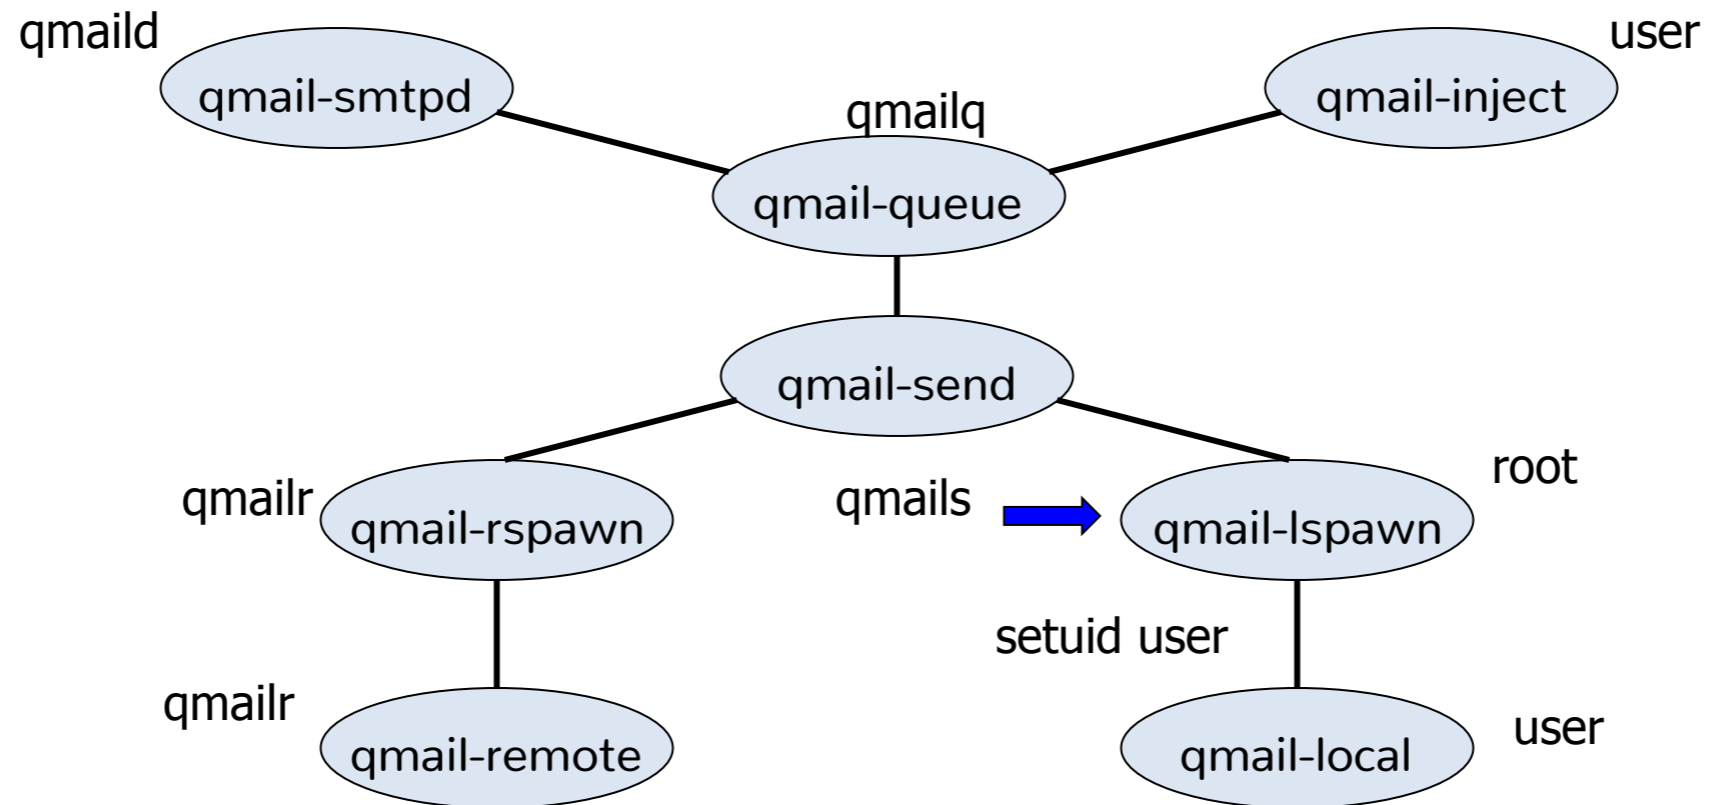 qmaild
user
qmail-smtpd
qmail-inject
qmailq
qmail-queue
qmail-send
root
qmailr
qmails
qmail-rspawn
qmail-lspawn
setuid user
qmailr
user
qmail-remote
qmail-local